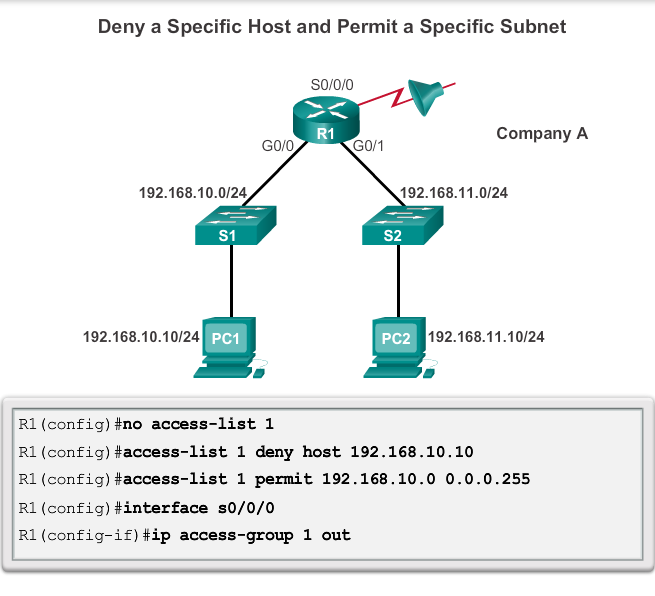 Deny a Specific Host and Permit a Specific Subnet
S0/0/0
R1
Company A
G0/0
G0/1
192.168.10.0/24
192.168.11.0/24
S1
S2
192.168.10.10/24
PC1
PC2
192.168.11.10/24
R1(config)#no access-list 1
R1(config)#access-list 1 deny host 192.168.10.10
R1(config)#access-list 1 permit 192.168.10.0 0.0.0.255
R1(config)#interface s0/0/0
R1(config-if)#ip access-group 1 out